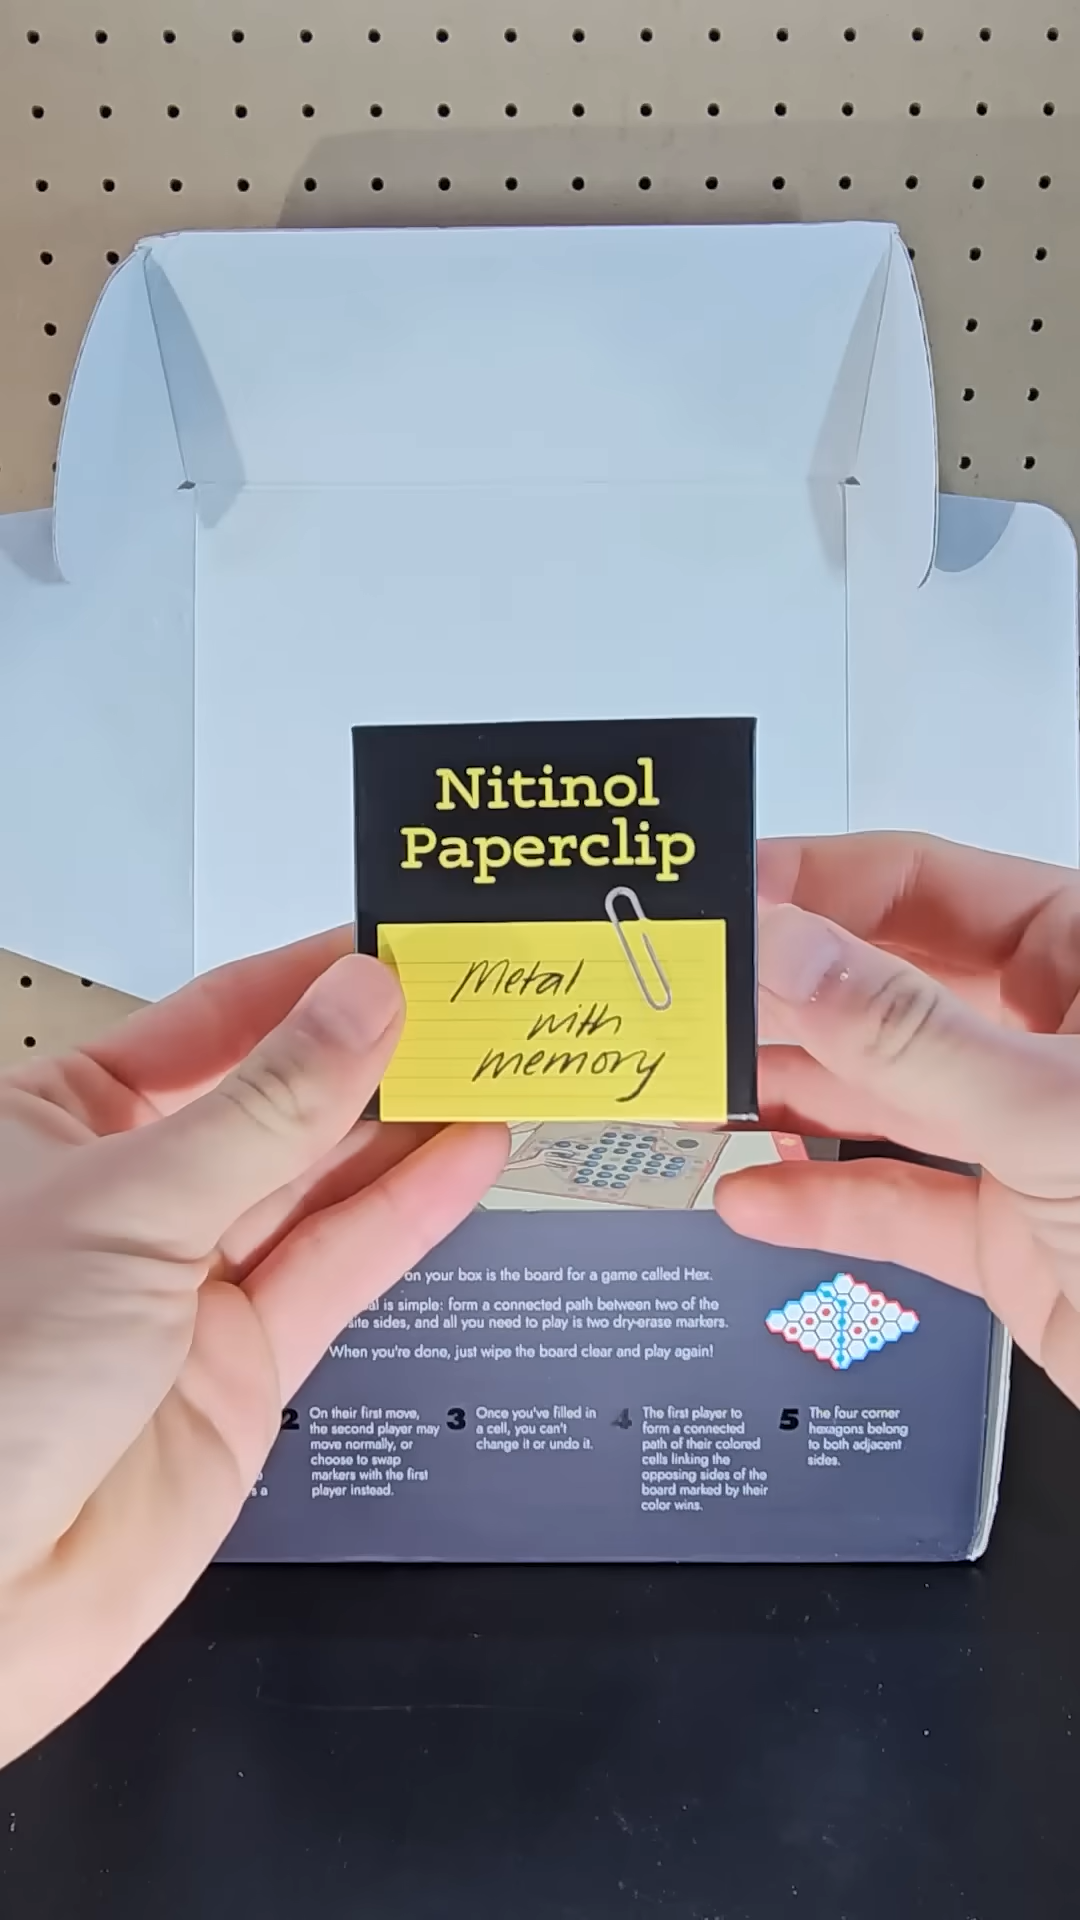 Nitinol
Paperclip
Metal
with
memory
on your box is the board for a game called Hex.
is simple: form a connected path between two of the
sides, and all you need to play is two dry-erase markers.
When you're done, just wipe the board clear and play again!
2 On their first move,
the second player may
move normally, or
choose to swap
markers with the first
player instead.
3 Once you've filled in
a cell, you can't
change it or undo it.
4 The first player to
form a connected
path of their colored
cells linking the
opposing sides of the
board marked by their
color wins.
5 The four corner
hexagons belong
to both adjacent
sides.